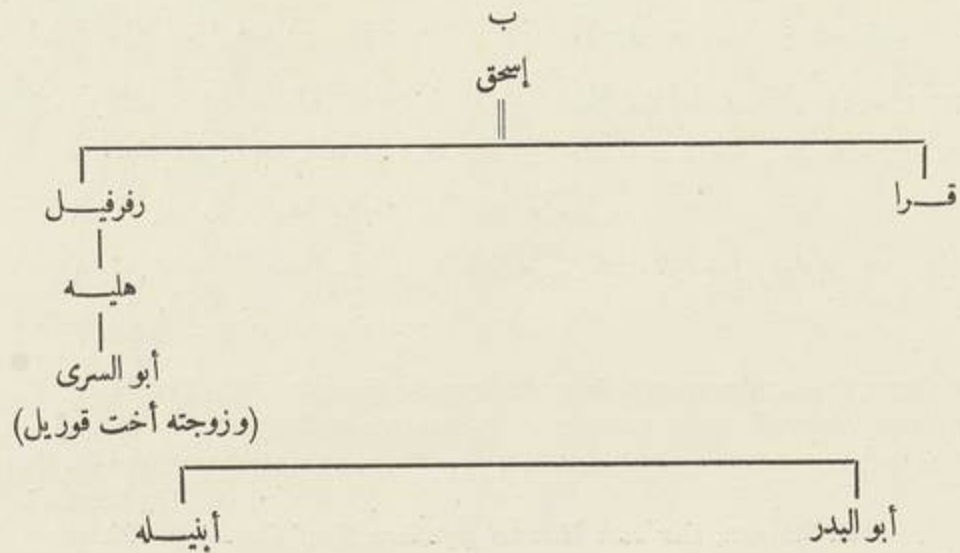 ب
إسحق
قرا
رفرفيل
هليه
أبو السرى
(وزوجته أخت قوريل)
أبو البدر
أبنيله